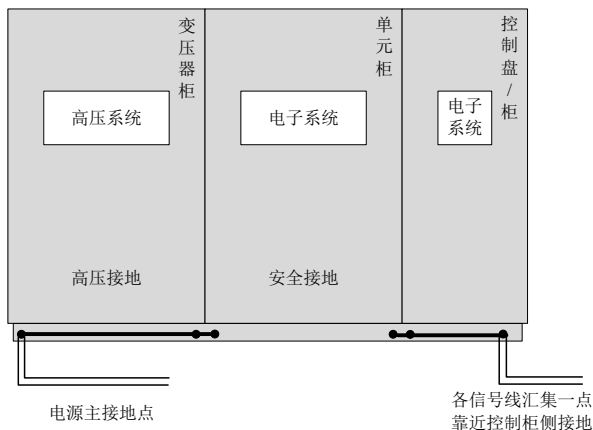 变压器柜
单元柜
控制盘/柜
高压系统
电子系统
电子
系统
高压接地
安全接地
电源主接地点
各信号线汇集一点
靠近控制柜侧接地